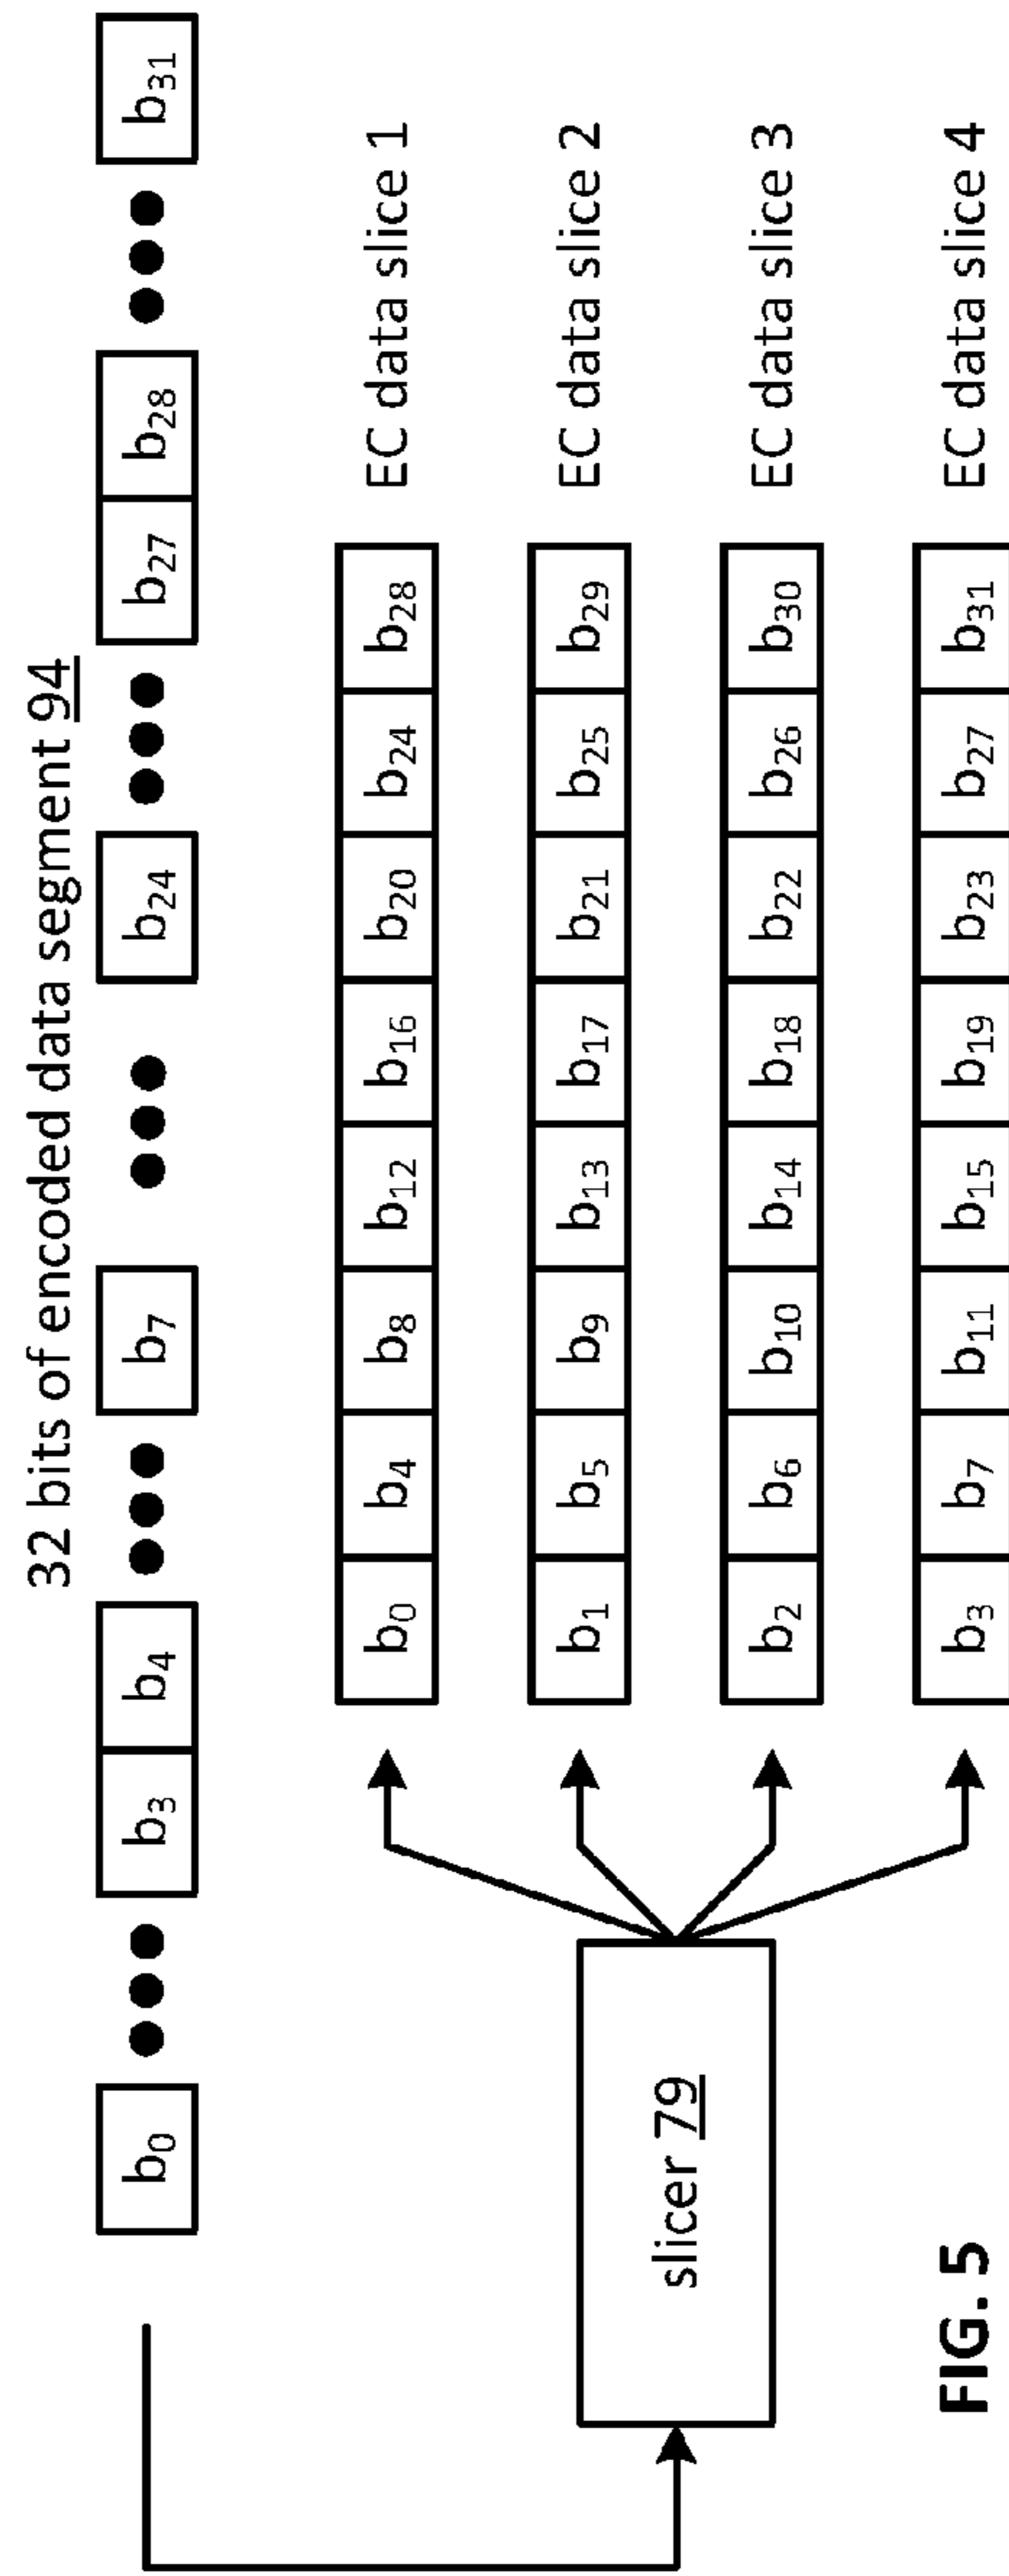 32 bits of encoded data segment 94
b0 ●●● b3 b4 ●●● b7 ●●● b24 ●●● b27 b28 ●●● b31
b0 b4 b8 b12 b16 b20 b24 b28 EC data slice 1
b1 b5 b9 b13 b17 b21 b25 b29 EC data slice 2
slicer 79
b2 b6 b10 b14 b18 b22 b26 b30 EC data slice 3
b3 b7 b11 b15 b19 b23 b27 b31 EC data slice 4
FIG. 5